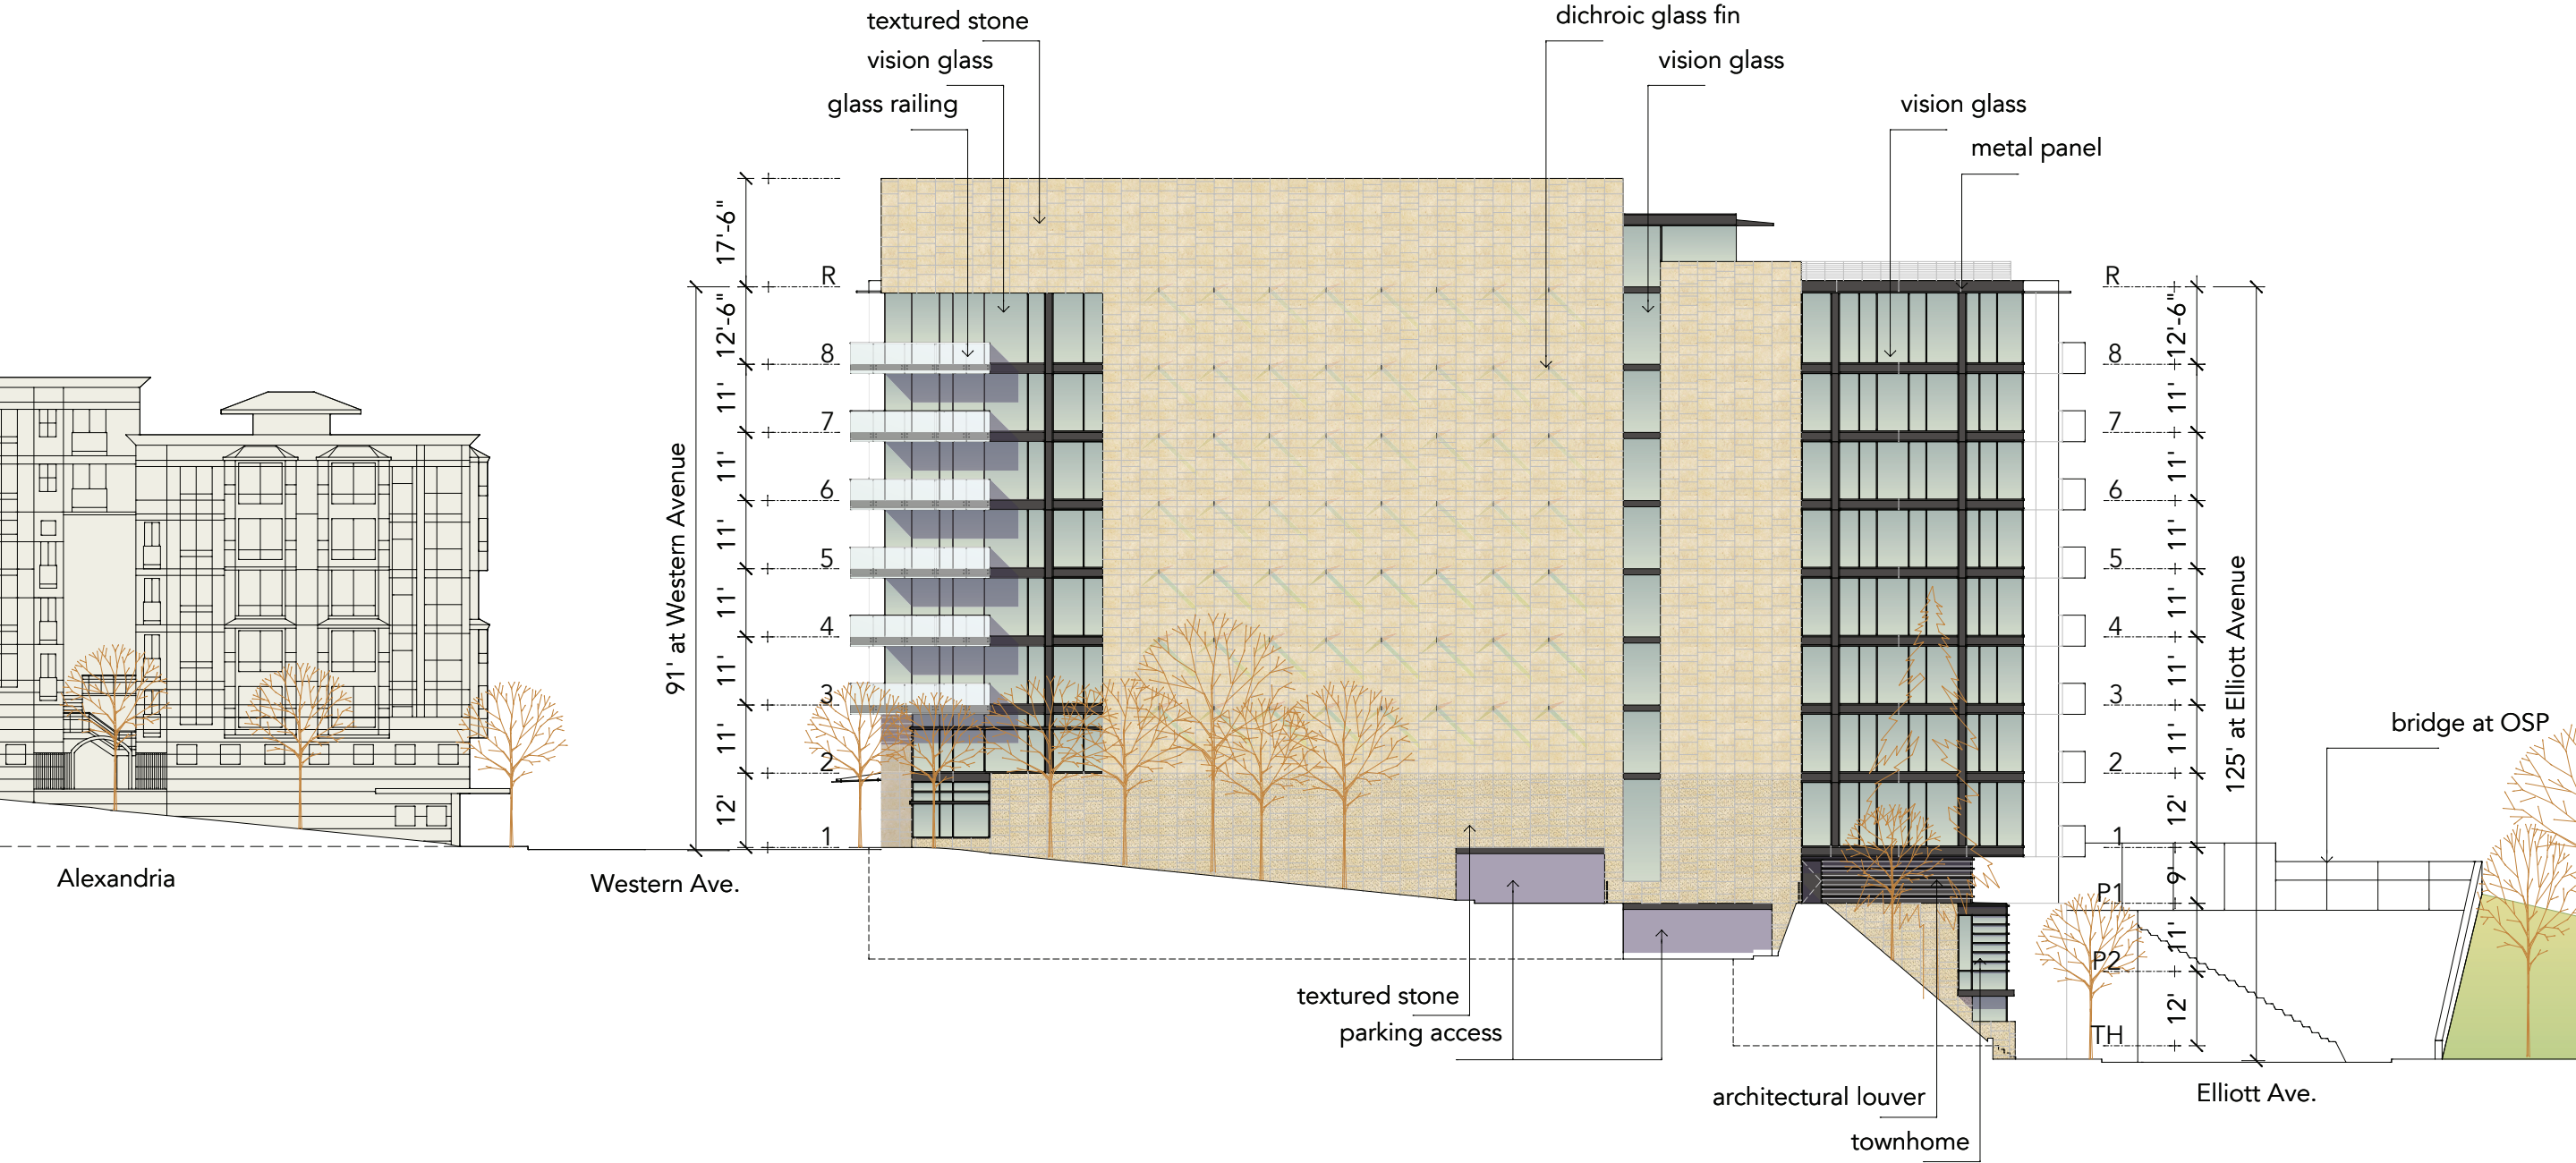 textured stone
vision glass
glass railing
dichroic glass fin
vision glass
vision glass
metal panel
17'-6"
12'-6"
11'
11'
11'
11'
11'
11'
12'
91' at Western Avenue
R
8
7
6
5
4
3
2
1
R
8
7
6
5
4
3
2
1
P1
P2
TH
12'-6"
11'
11'
11'
11'
11'
11'
12'
9'
11'
12'
125' at Elliott Avenue
bridge at OSP
Alexandria
Western Ave.
textured stone
parking access
architectural louver
townhome
Elliott Ave.